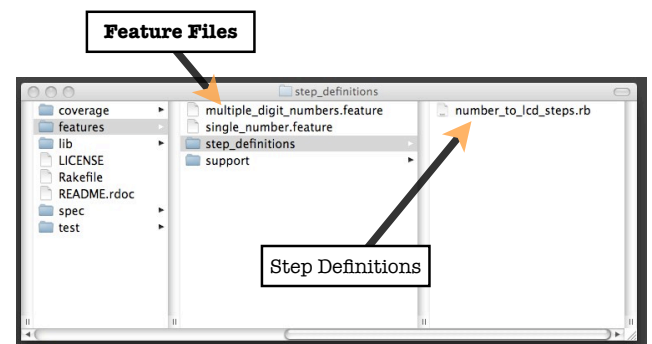 Feature Files
step_definitions
coverage
features
lib
LICENSE
Rakefile
README.rdoc
spec
test
multiple_digit_numbers.feature
single_number.feature
step_definitions
support
number_to_lcd_steps.rb
Step Definitions